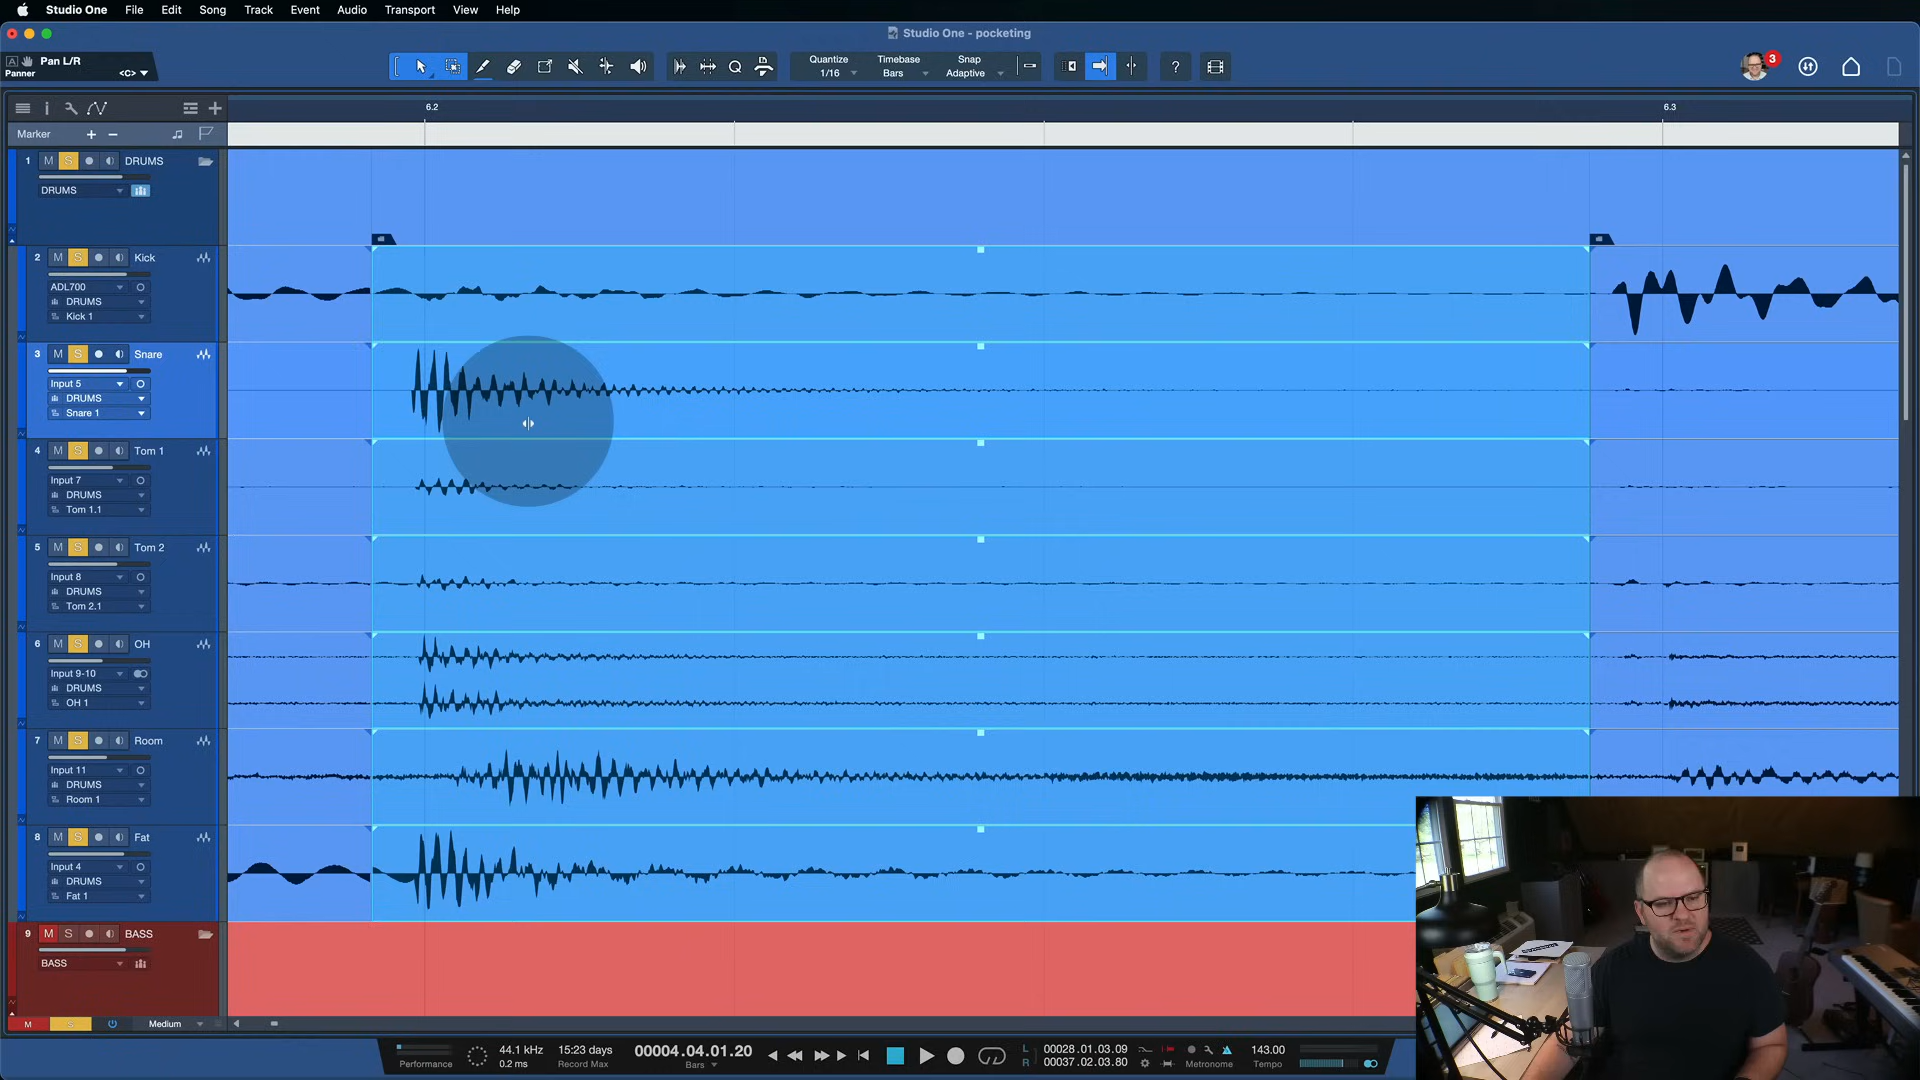 Studio One File Edit Song Track Event Audio Transport View Help
Studio One - pocketing
Pan L/R
Panner <C>
Quantize
1/16
Timebase
Bars
Snap
Adaptive
?
3
6.2 6.3
Marker
1 M S DRUMS
DRUMS
2 M S Kick
ADL700
DRUMS
Kick 1
3 M S Snare
Input 5
DRUMS
Snare 1
4 M S Tom 1
Input 7
DRUMS
Tom 1.1
5 M S Tom 2
Input 8
DRUMS
Tom 2.1
6 M S OH
Input 9-10
DRUMS
OH 1
7 M S Room
Input 11
DRUMS
Room 1
8 M S Fat
Input 4
DRUMS
Fat 1
9 M S BASS
BASS
M S Medium
Performance
44.1 kHz
0.2 ms
15:23 days
Record Max
00004.04.01.20
Bars
L 00028.01.03.09
R 00037.02.03.80
Metronome
143.00
Tempo